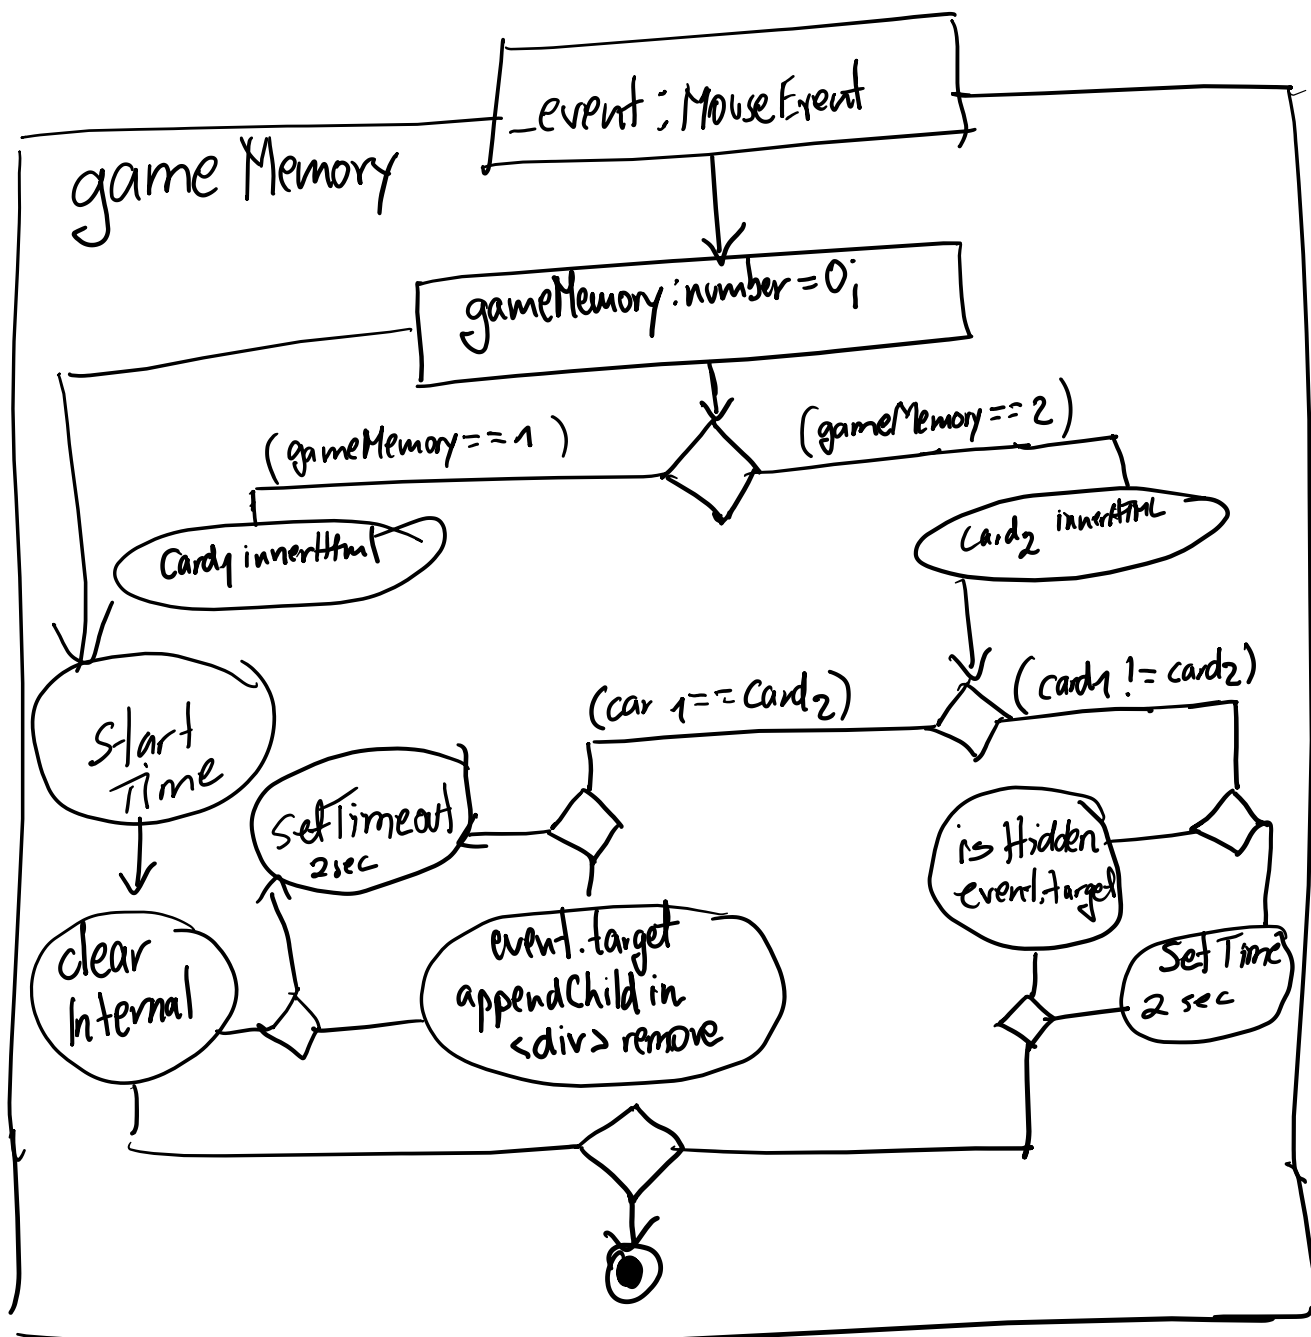 _event : MouseEvent
game Memory
gameMemory : number = 0;
(gameMemory == 1)
(gameMemory == 2)
Card1 innerHtml
Card2 innerHTML
(car 1 == Card2)
(card1 != card2)
Start
Time
setTimeout
2sec
is Hidden
event.target
clear
Internal
event.target
appendChild in
<div> remove
Set Time
2 sec